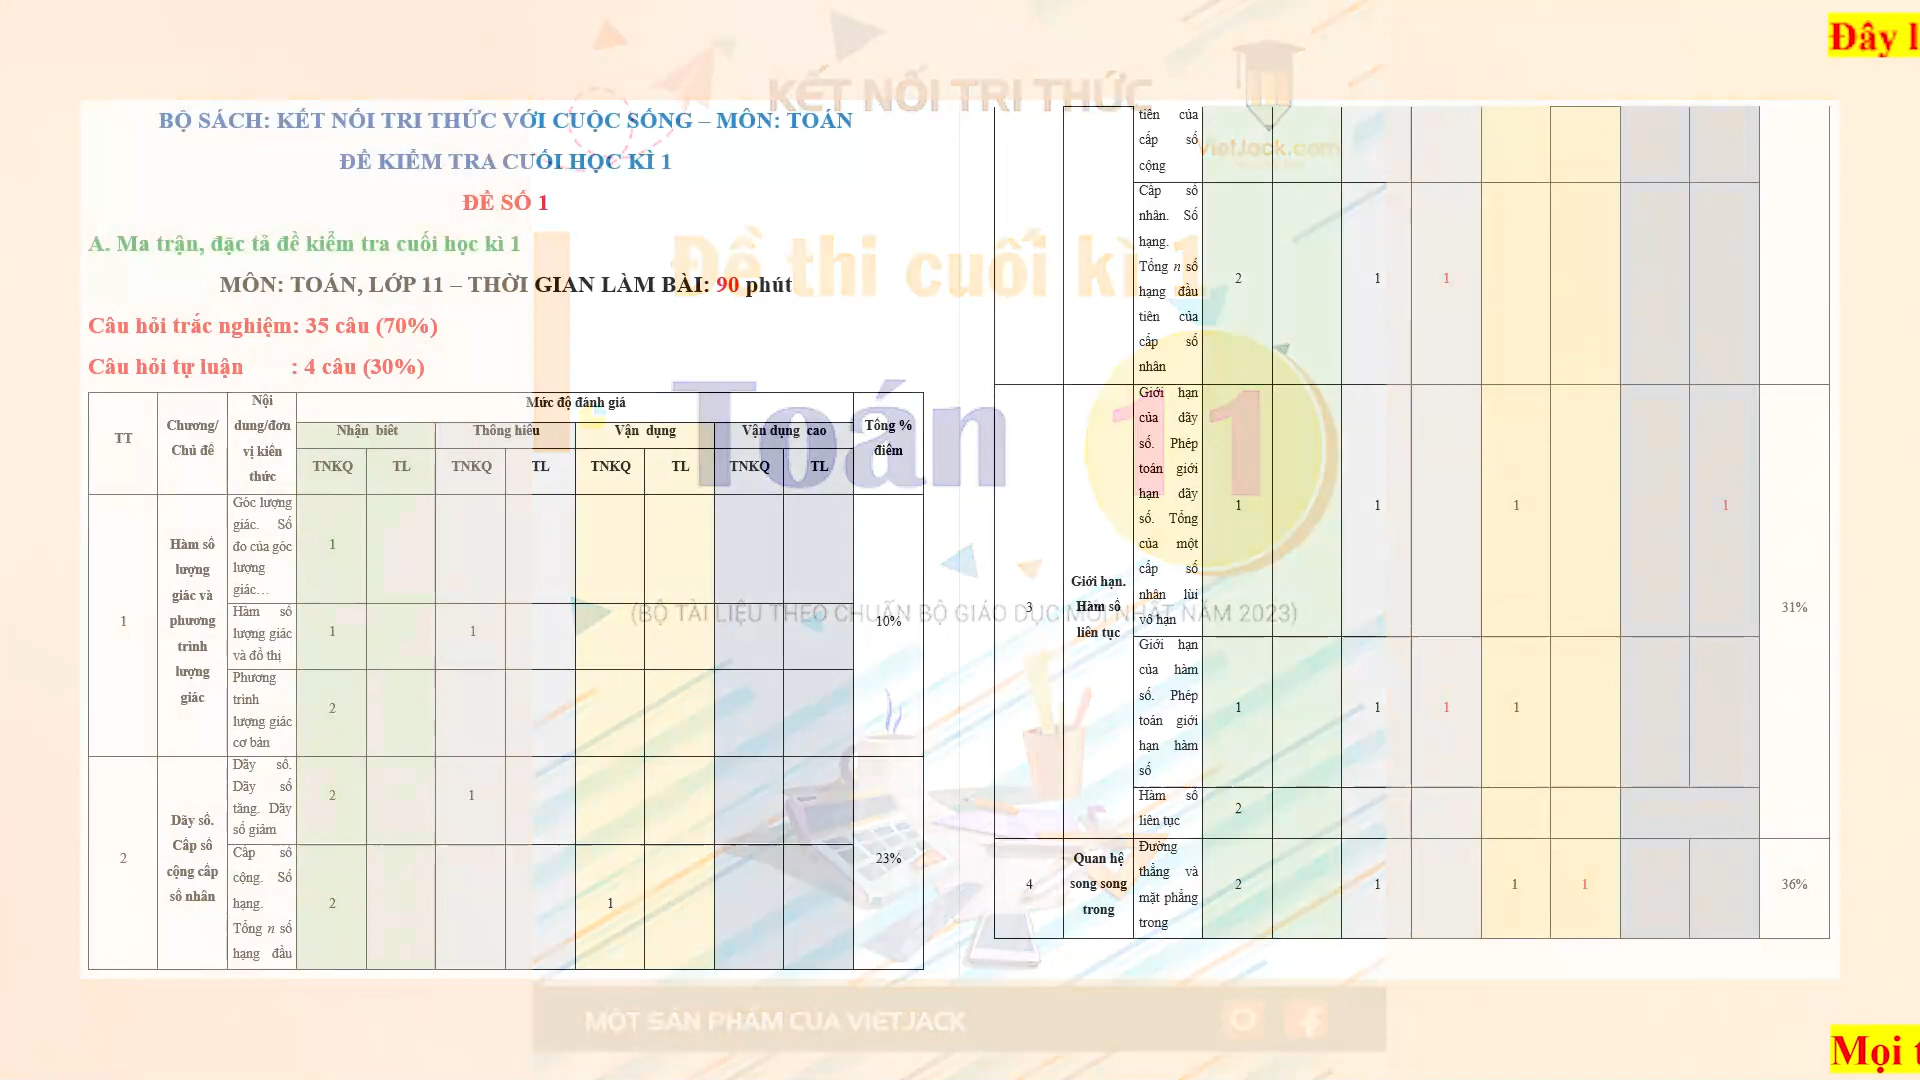 Đây l
KẾT NỐI TRI THỨC
VietJack.com
Đề thi cuối kì 1
Toán 11
(BỘ TÀI LIỆU THEO CHUẨN BỘ GIÁO DỤC MỚI NHẤT NĂM 2023)
MỘT SẢN PHẨM CỦA VIETJACK
BỘ SÁCH: KẾT NỐI TRI THỨC VỚI CUỘC SỐNG – MÔN: TOÁN
ĐỀ KIỂM TRA CUỐI HỌC KÌ 1
ĐỀ SỐ 1
A. Ma trận, đặc tả đề kiểm tra cuối học kì 1
MÔN: TOÁN, LỚP 11 – THỜI GIAN LÀM BÀI: 90 phút
Câu hỏi trắc nghiệm: 35 câu (70%)
Câu hỏi tự luận : 4 câu (30%)
TT
Chương/
Chủ đề
Nội
dung/đơn
vị kiến
thức
Mức độ đánh giá
Tổng %
điểm
Nhận biết
Thông hiểu
Vận dụng
Vận dụng cao
TNKQ TL TNKQ TL TNKQ TL TNKQ TL
1
Hàm số
lượng
giác và
phương
trình
lượng
giác
Góc lượng
giác. Số
đo của góc
lượng
giác…
1
Hàm số
lượng giác
và đồ thị
1 1
Phương
trình
lượng giác
cơ bản
2
10%
2
Dãy số.
Cấp số
cộng cấp
số nhân
Dãy số.
Dãy số
tăng. Dãy
số giảm
2 1
Cấp số
cộng. Số
hạng.
Tổng n số
hạng đầu
2 1
23%
tiên của
cấp số
cộng
Cấp số
nhân. Số
hạng.
Tổng n số
hạng đầu
tiên của
cấp số
nhân
2 1 1
3
Giới hạn.
Hàm số
liên tục
Giới hạn
của dãy
số. Phép
toán giới
hạn dãy
số. Tổng
của một
cấp số
nhân lùi
vô hạn
1 1 1 1
Giới hạn
của hàm
số. Phép
toán giới
hạn hàm
số
1 1 1 1
Hàm số
liên tục
2
31%
4
Quan hệ
song song
trong
Đường
thẳng và
mặt phẳng
trong
2 1 1 1
36%
Mọi t